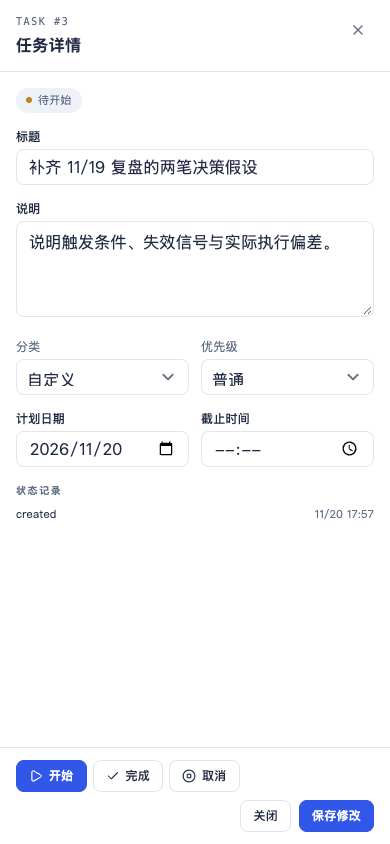 TASK #3
任务详情
待开始
标题
补齐 11/19 复盘的两笔决策假设
说明
说明触发条件、失效信号与实际执行偏差。
分类
优先级
自定义
普通
计划日期
截止时间
2026/11/20
--:--
状态记录
created
11/20 17:57
开始
完成
取消
关闭
保存修改